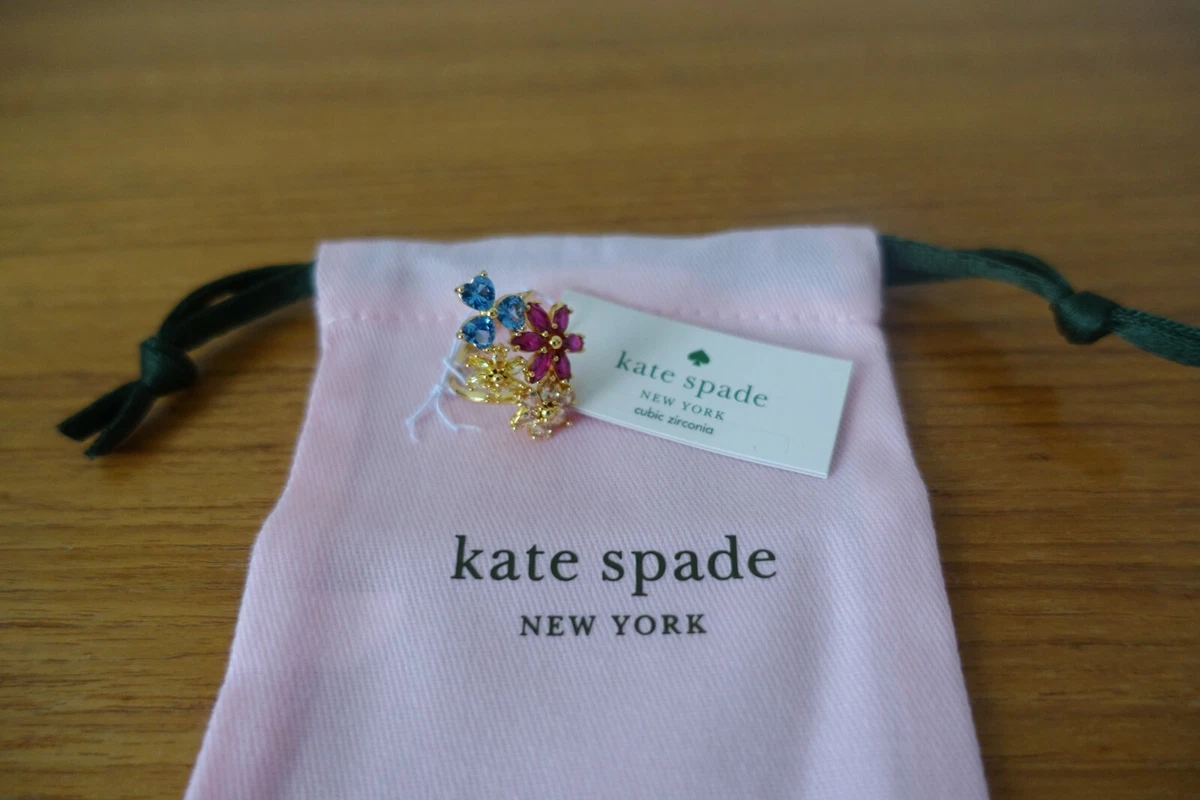 kate spade
NEW YORK
cubic zirconia
kate spade
NEW YORK